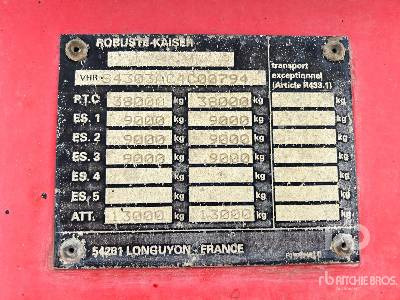 ROBUSTE-KAISER
VHR
transport
exceptionnel
(Article R433.1)
P.T.C 38000 kg 38000 kg kg
ES. 1 9000 kg 9000 kg kg
ES. 2 9000 kg 9000 kg kg
ES. 3 9000 kg 9000 kg kg
ES. 4 kg kg kg
ES. 5 kg kg kg
ATT. 13000 kg 13000 kg kg
54261 LONGUYON - FRANCE
RITCHIE BROS.